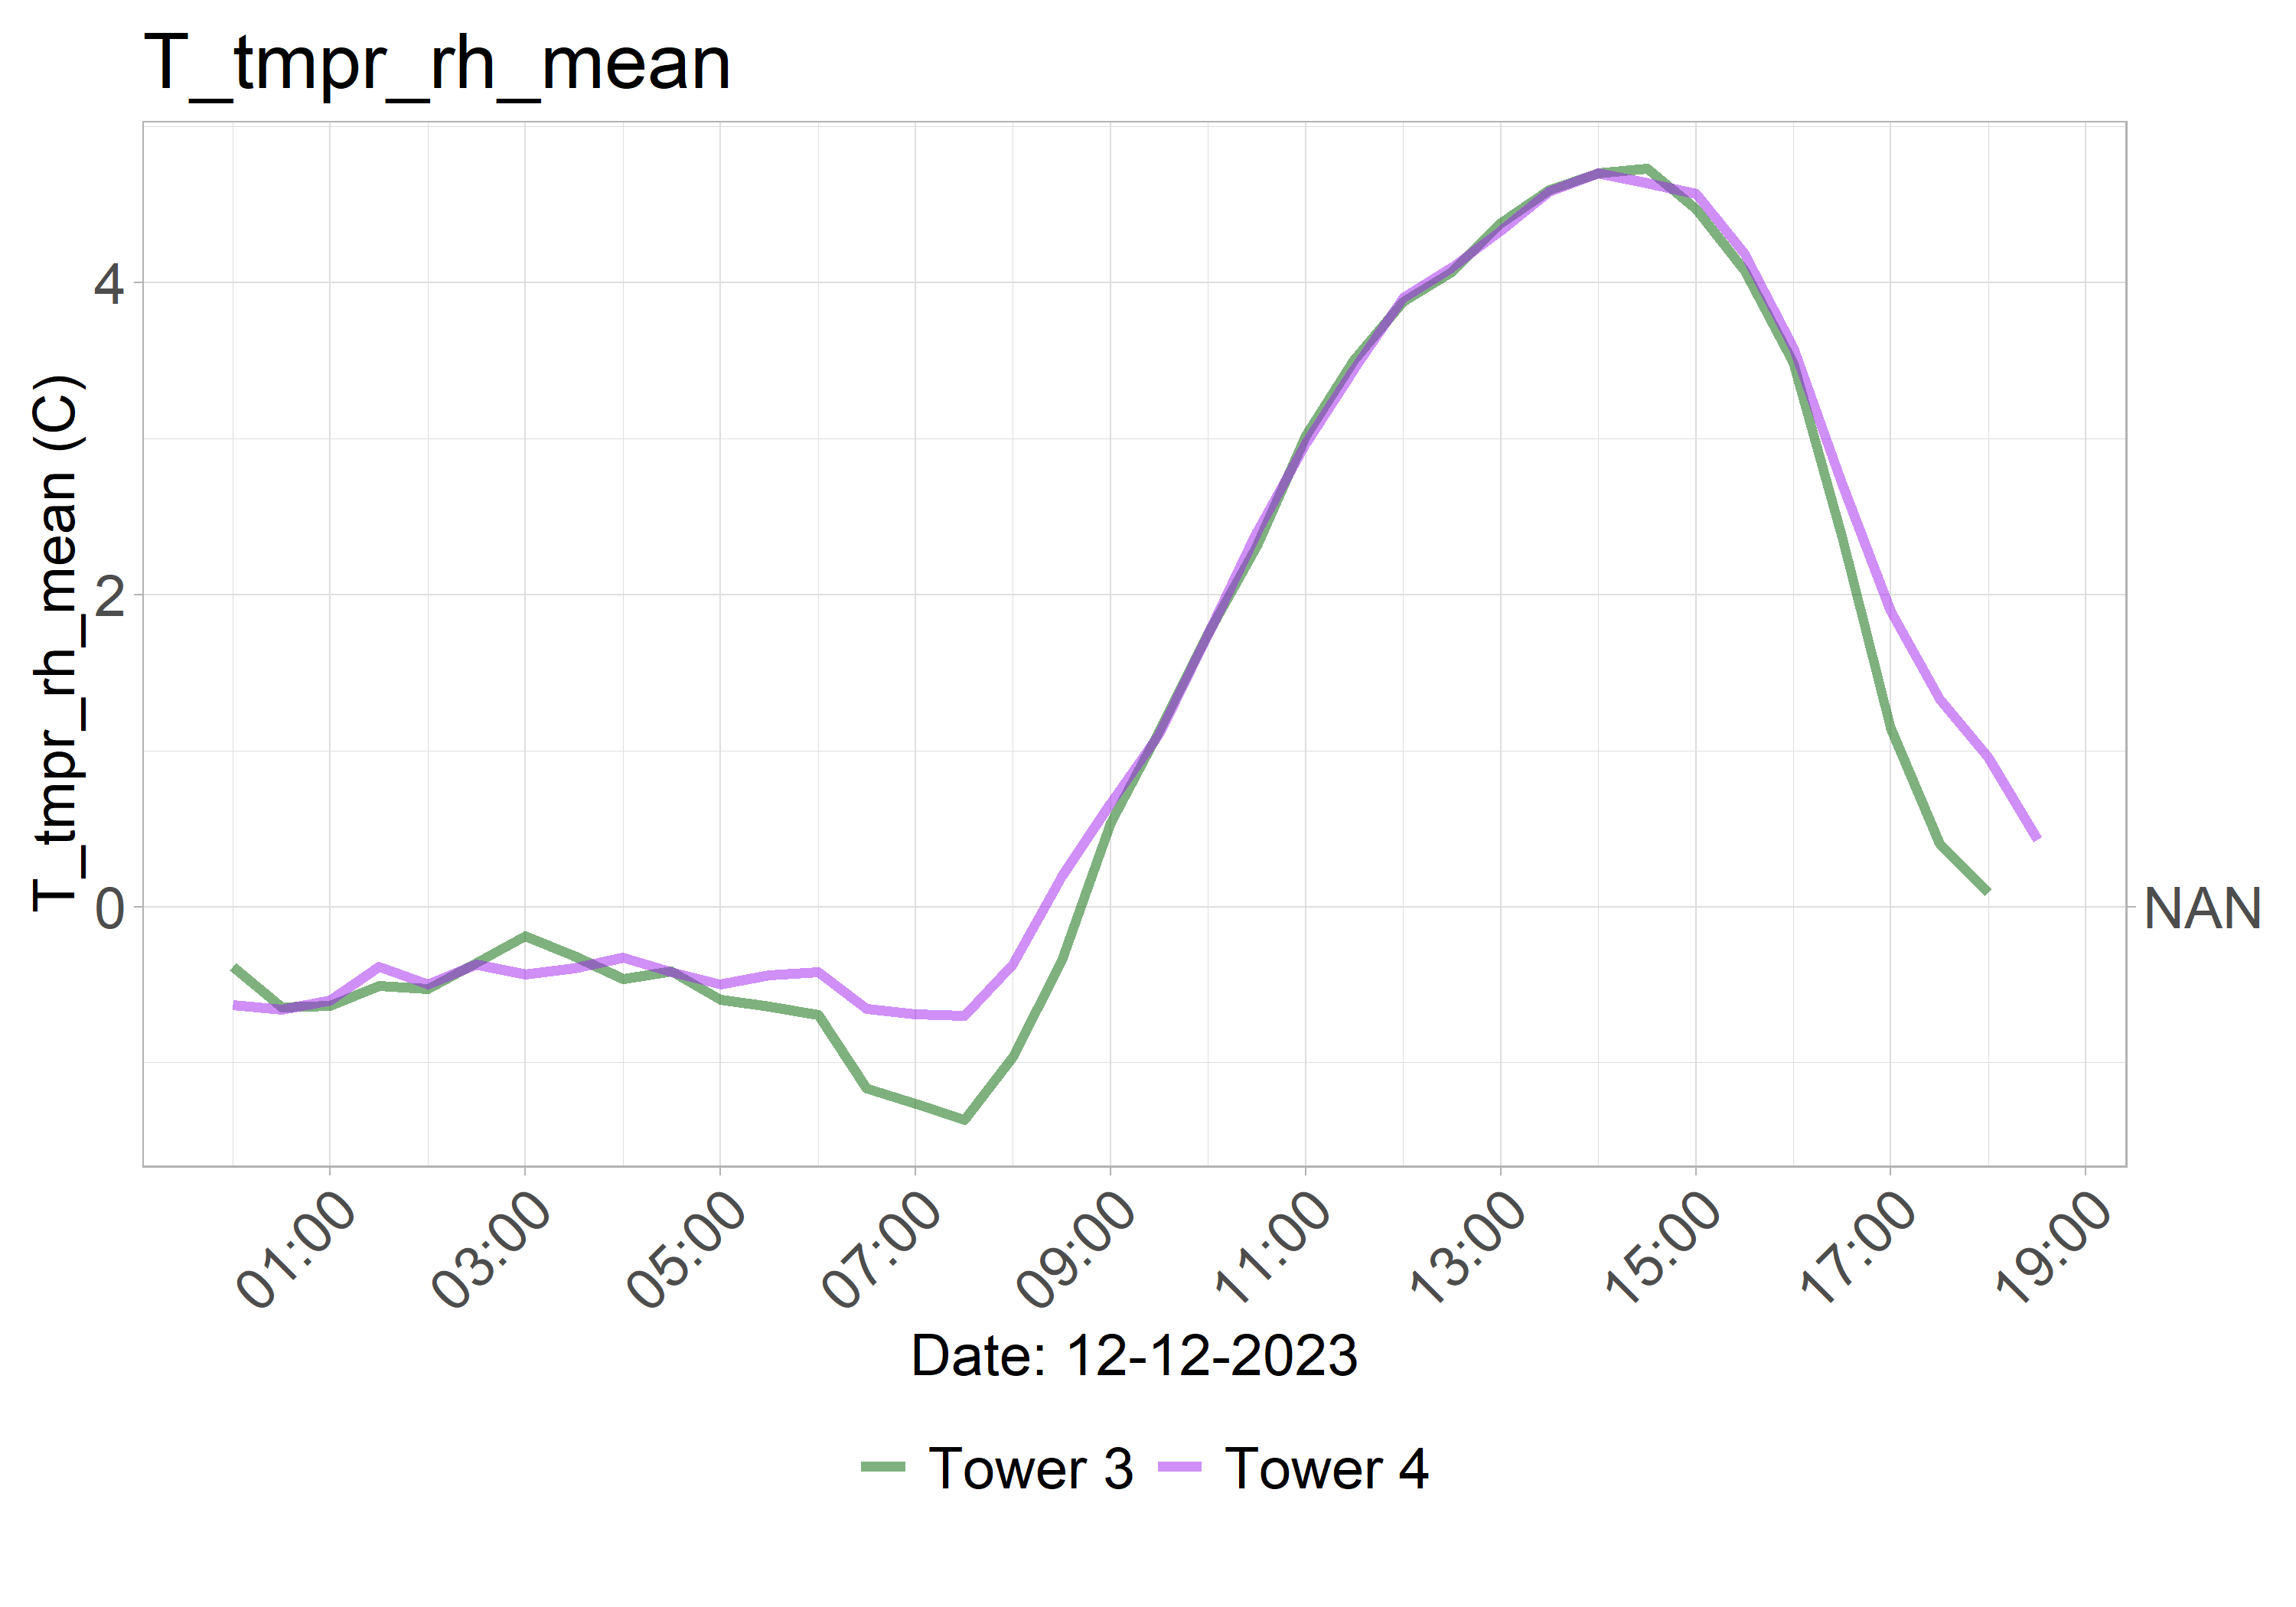 T_tmpr_rh_mean
T_tmpr_rh_mean (C)
4
2
0
NAN
01:00
03:00
05:00
07:00
09:00
11:00
13:00
15:00
17:00
19:00
Date: 12-12-2023
Tower 3
Tower 4